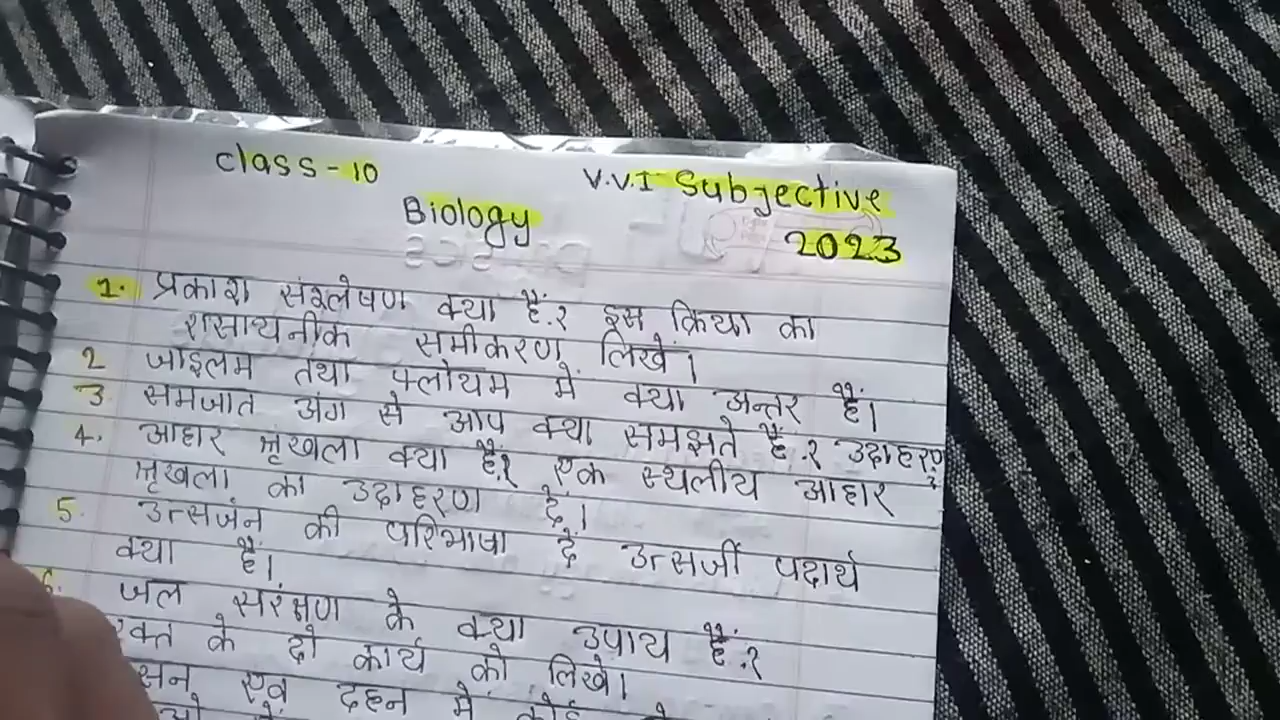 class-10
V.V.I Subjective
Biology
2023
1. प्रकाश संश्लेषण क्या हैं.? इस क्रिया का
रासायनीक समीकरण लिखें।
2 जाइलम तथा फ्लोयम में क्या अन्तर हैं।
3. समजात अंग से आप क्या समझते हैं.? उदाहरण
4. आहार श्रृंखला क्या हैं? एक स्थलीय आहार
श्रृंखला का उदाहरण दें।
5. उत्सर्जन की परिभाषा दें उत्सर्जी पदार्थ
क्या हैं।
6. जल संरक्षण के क्या उपाय हैं.?
रक्त के दो कार्य को लिखे।
एवं दहन में